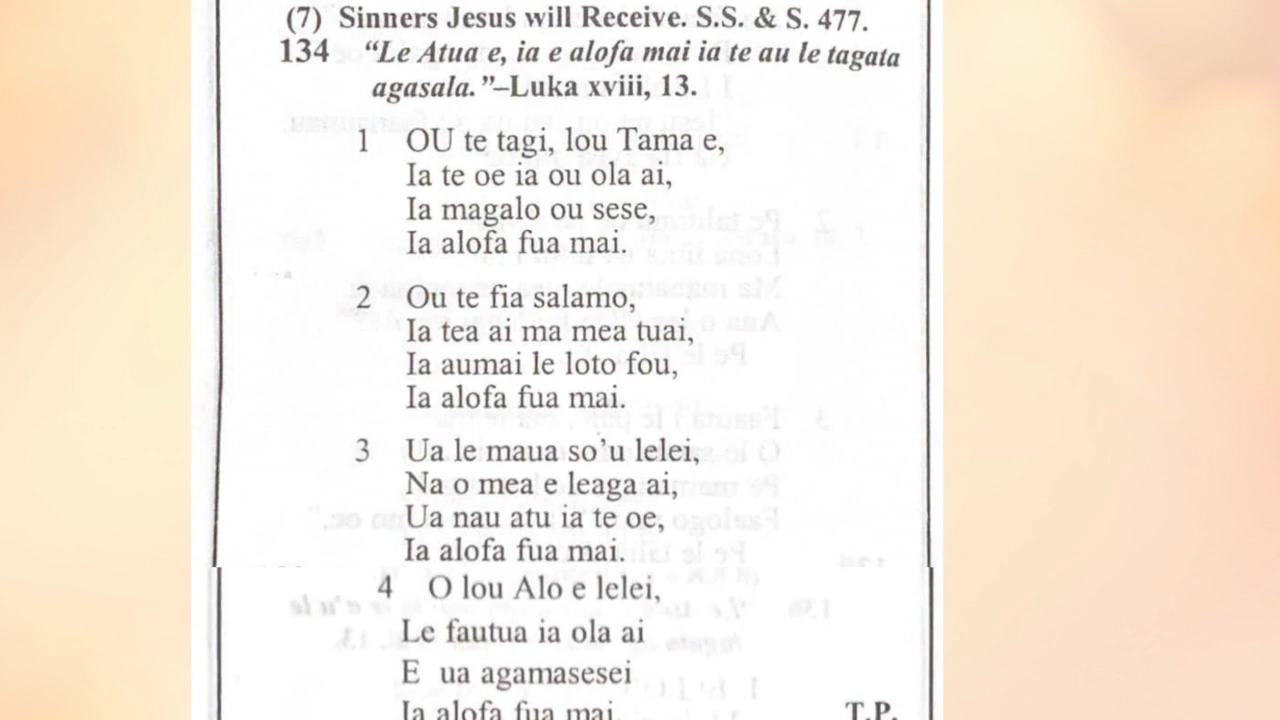 (7) Sinners Jesus will Receive. S.S. & S. 477.
134 “Le Atua e, ia e alofa mai ia te au le tagata
agasala.”–Luka xviii, 13.
1 OU te tagi, lou Tama e,
Ia te oe ia ou ola ai,
Ia magalo ou sese,
Ia alofa fua mai.
2 Ou te fia salamo,
Ia tea ai ma mea tuai,
Ia aumai le loto fou,
Ia alofa fua mai.
3 Ua le maua so’u lelei,
Na o mea e leaga ai,
Ua nau atu ia te oe,
Ia alofa fua mai.
4 O lou Alo e lelei,
Le fautua ia ola ai
E ua agamasesei
Ia alofa fua mai. T.P.